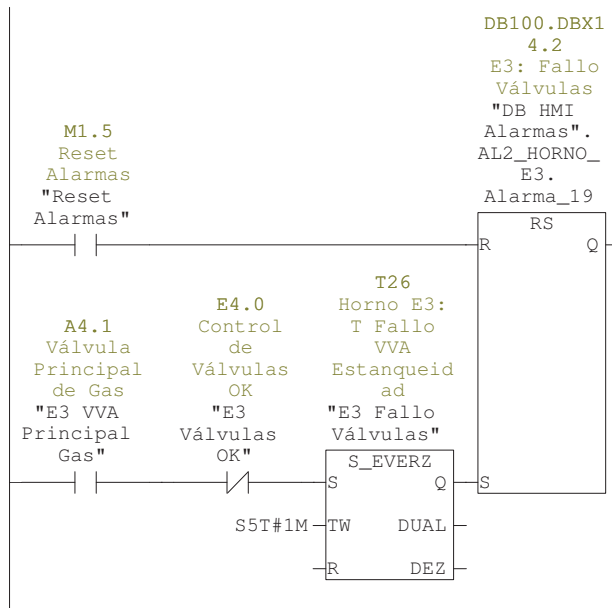 DB100.DBX1
4.2
E3: Fallo
Válvulas
"DB HMI
Alarmas".
AL2_HORNO_
E3.
Alarma_19
M1.5
Reset
Alarmas
"Reset
Alarmas"
RS
R Q
T26
Horno E3:
T Fallo
VVA
Estanqueid
ad
"E3 Fallo
Válvulas"
E4.0
Control
de
Válvulas
OK
"E3
Válvulas
OK"
A4.1
Válvula
Principal
de Gas
"E3 VVA
Principal
Gas"
S_EVERZ
S Q S
S5T#1M TW DUAL
R DEZ